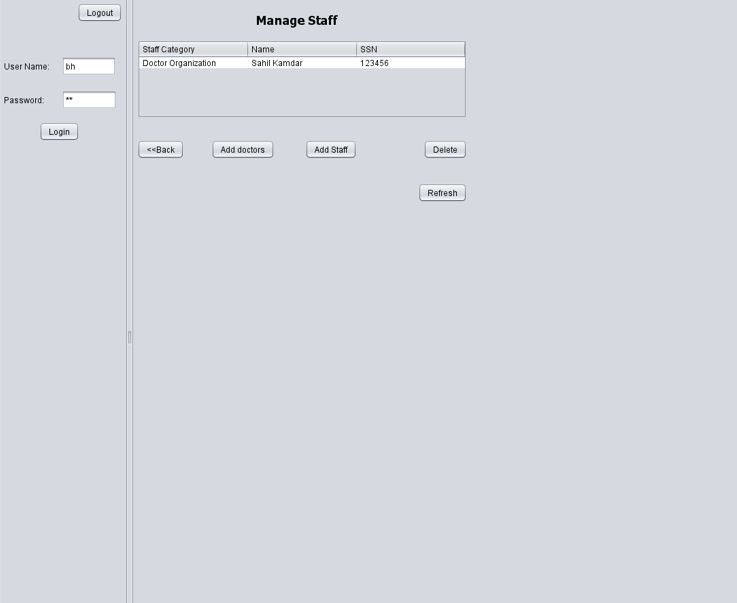 Logout
User Name: bh
Password: **
Login
Manage Staff
Staff Category Name SSN
Doctor Organization Sahil Kamdar 123456
<<Back Add doctors Add Staff Delete
Refresh